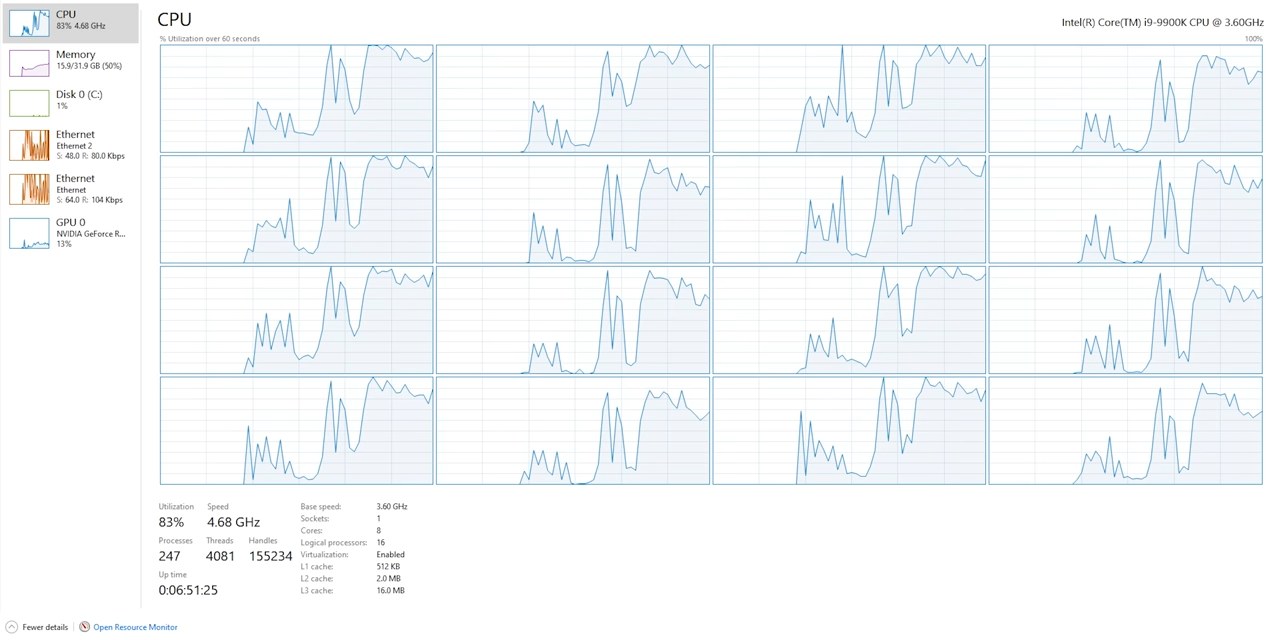 CPU
83% 4.68 GHz
Memory
15.9/31.9 GB (50%)
Disk 0 (C:)
1%
Ethernet
Ethernet 2
S: 48.0 R: 80.0 Kbps
Ethernet
Ethernet
S: 64.0 R: 104 Kbps
GPU 0
NVIDIA GeForce R...
13%
CPU
Intel(R) Core(TM) i9-9900K CPU @ 3.60GHz
% Utilization over 60 seconds
100%
Utilization Speed
83% 4.68 GHz
Processes Threads Handles
247 4081 155234
Up time
0:06:51:25
Base speed: 3.60 GHz
Sockets: 1
Cores: 8
Logical processors: 16
Virtualization: Enabled
L1 cache: 512 KB
L2 cache: 2.0 MB
L3 cache: 16.0 MB
Fewer details Open Resource Monitor